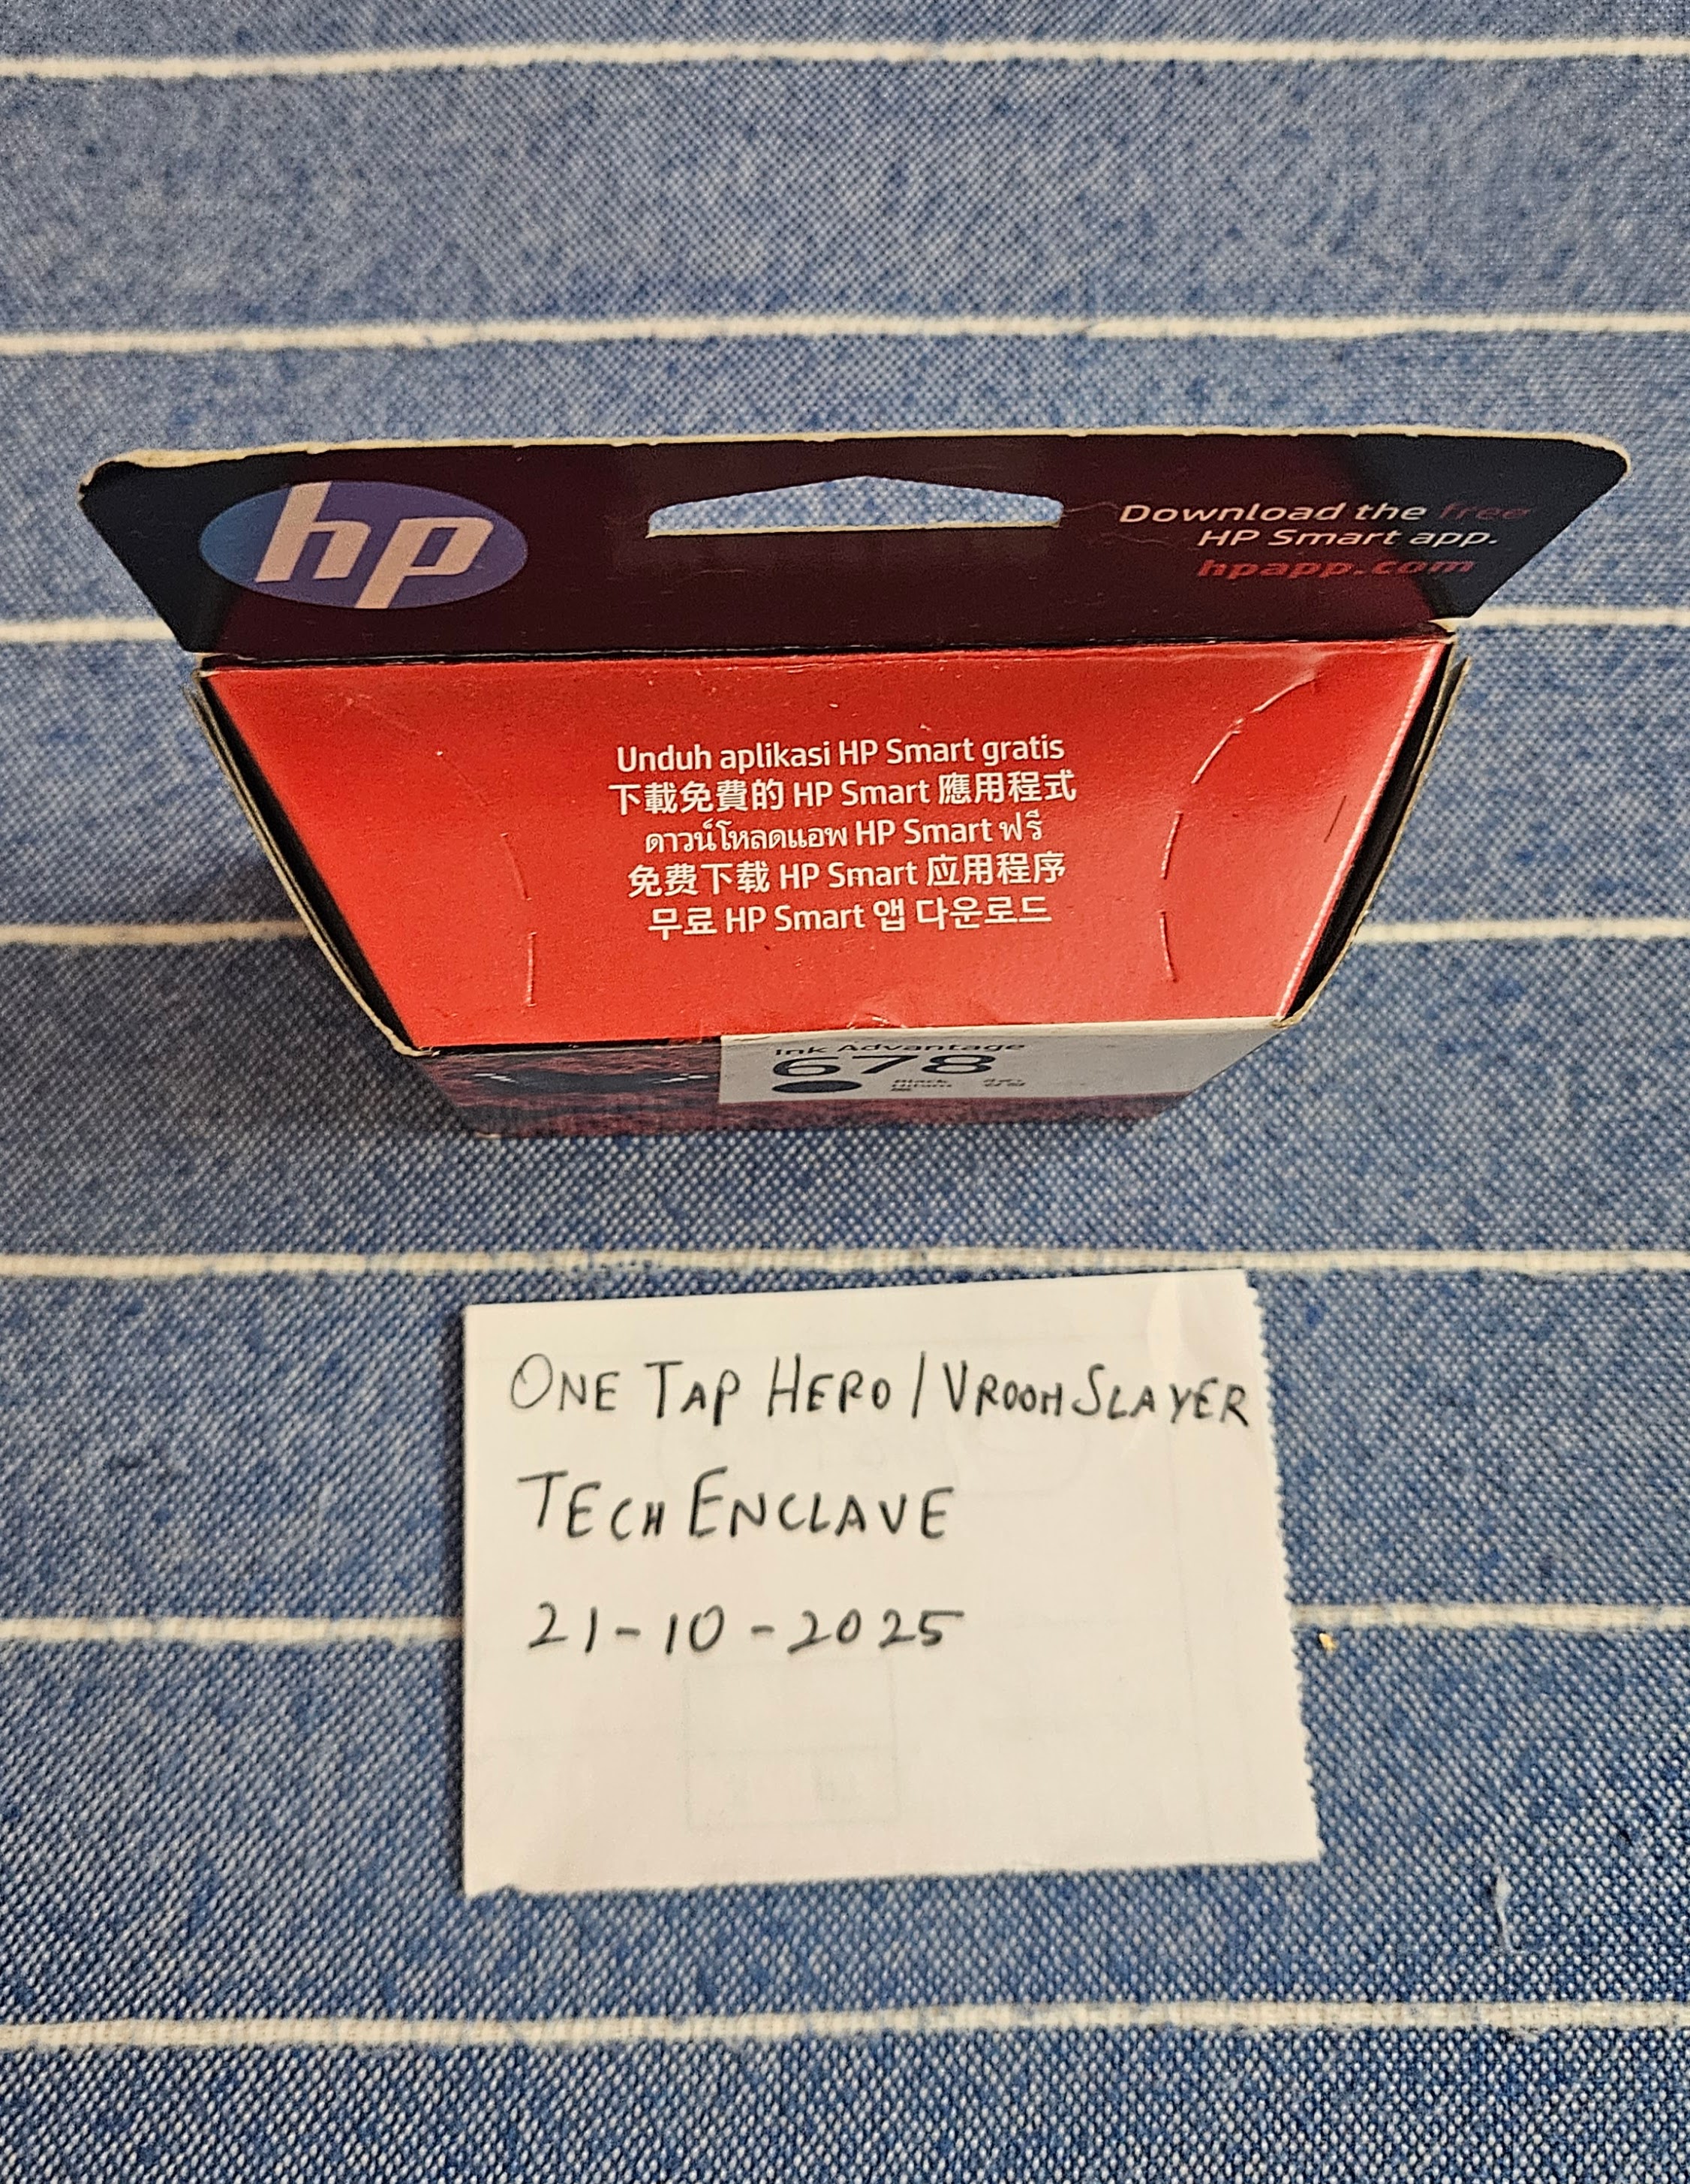 hp
Download the free
HP Smart app.
hpapp.com
Unduh aplikasi HP Smart gratis
下載免費的 HP Smart 應用程式
ดาวน์โหลดแอพ HP Smart ฟรี
免费下载 HP Smart 应用程序
무료 HP Smart 앱 다운로드
Ink Advantage
678
Black
Hitam
ONE TAP HERO / VROOMSLAYER
TECH ENCLAVE
21-10-2025